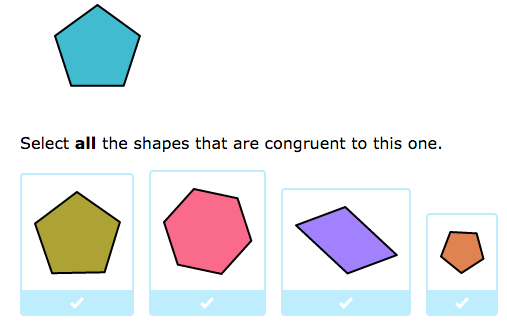 Select all the shapes that are congruent to this one.